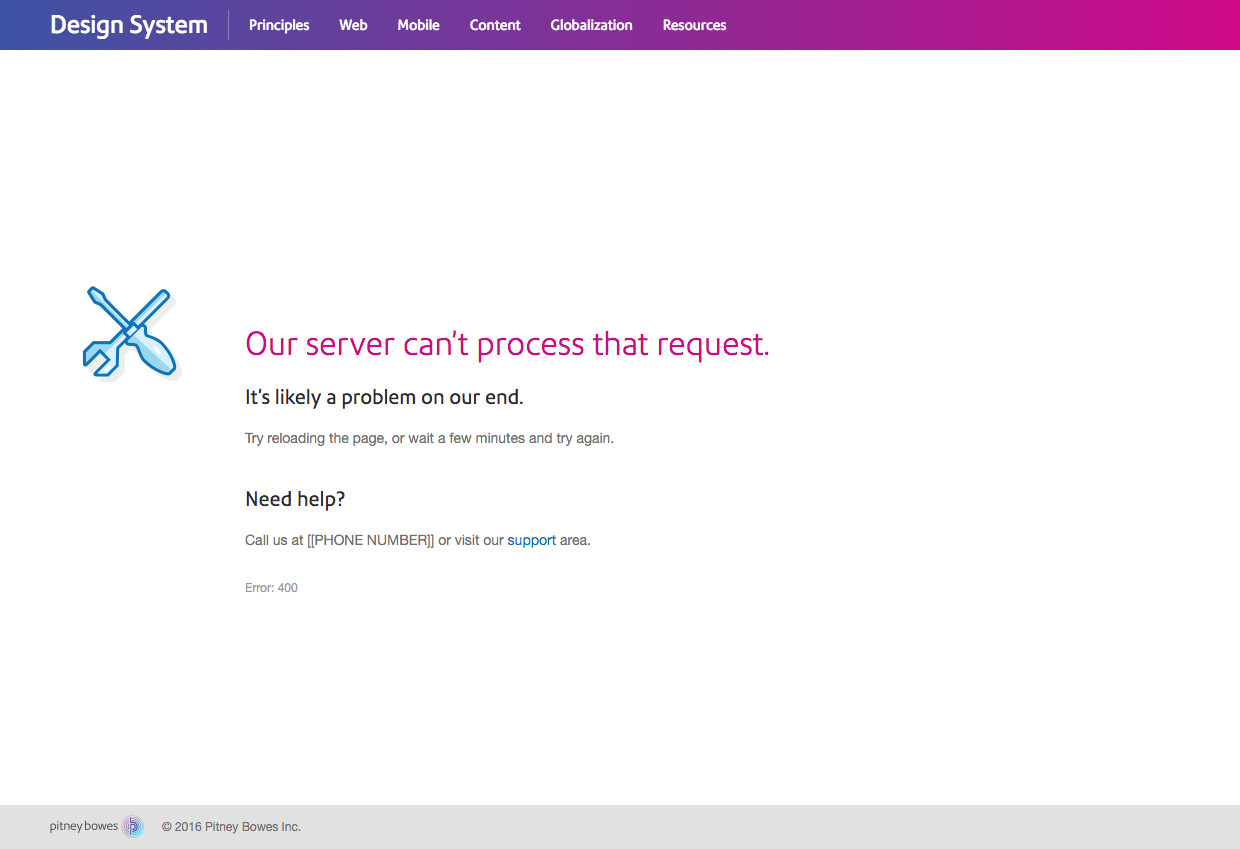 Design System Principles Web Mobile Content Globalization Resources
Our server can't process that request.
It's likely a problem on our end.
Try reloading the page, or wait a few minutes and try again.
Need help?
Call us at [[PHONE NUMBER]] or visit our support area.
Error: 400
pitney bowes © 2016 Pitney Bowes Inc.